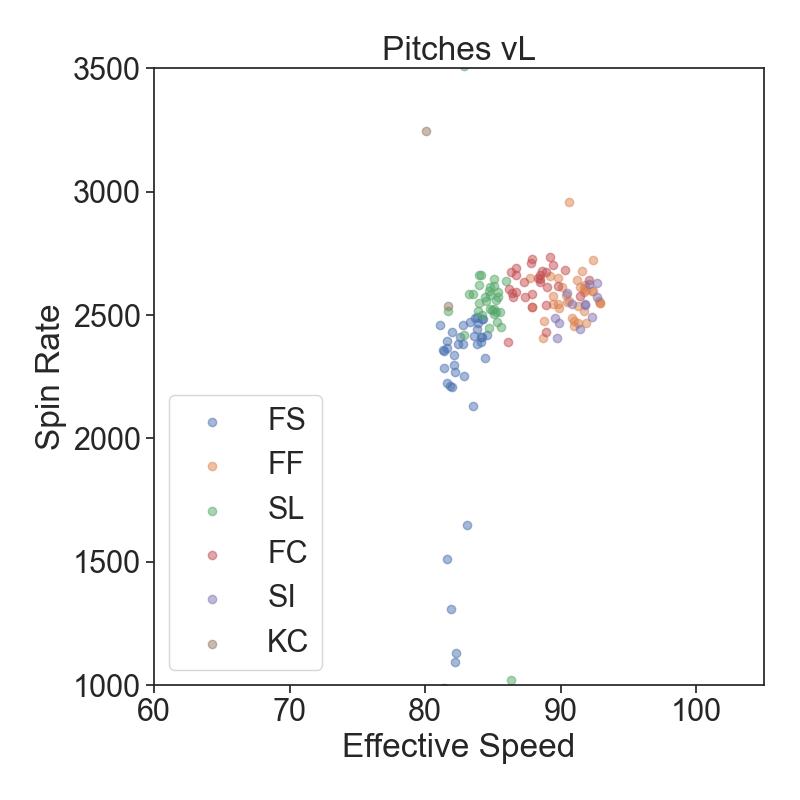 Pitches vL
Spin Rate
3500
3000
2500
2000
1500
1000
FS
FF
SL
FC
SI
KC
60 70 80 90 100
Effective Speed